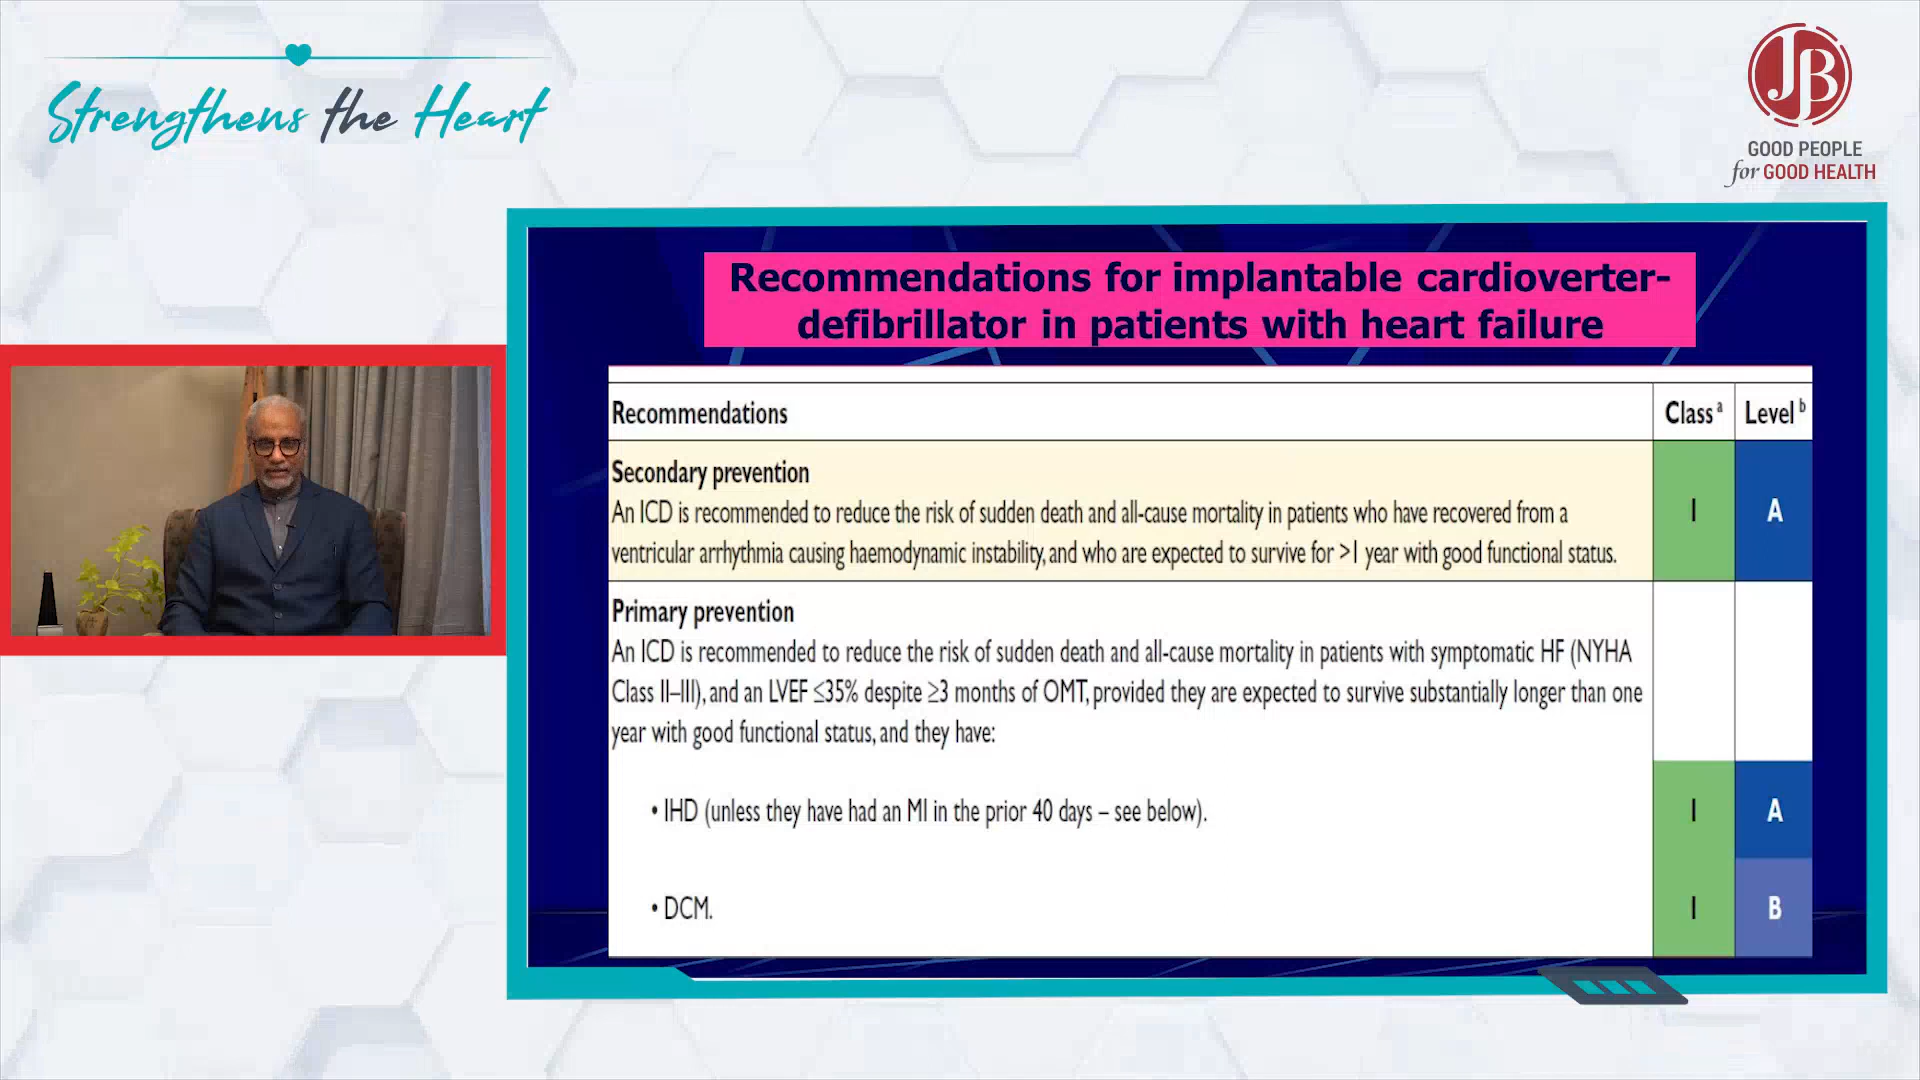 Strengthens the Heart
JB
GOOD PEOPLE
for GOOD HEALTH
Recommendations for implantable cardioverter-
defibrillator in patients with heart failure
Recommendations Class a Level b
Secondary prevention
An ICD is recommended to reduce the risk of sudden death and all-cause mortality in patients who have recovered from a
ventricular arrhythmia causing haemodynamic instability, and who are expected to survive for >1 year with good functional status.
I A
Primary prevention
An ICD is recommended to reduce the risk of sudden death and all-cause mortality in patients with symptomatic HF (NYHA
Class II–III), and an LVEF ≤35% despite ≥3 months of OMT, provided they are expected to survive substantially longer than one
year with good functional status, and they have:
• IHD (unless they have had an MI in the prior 40 days – see below). I A
• DCM. I B